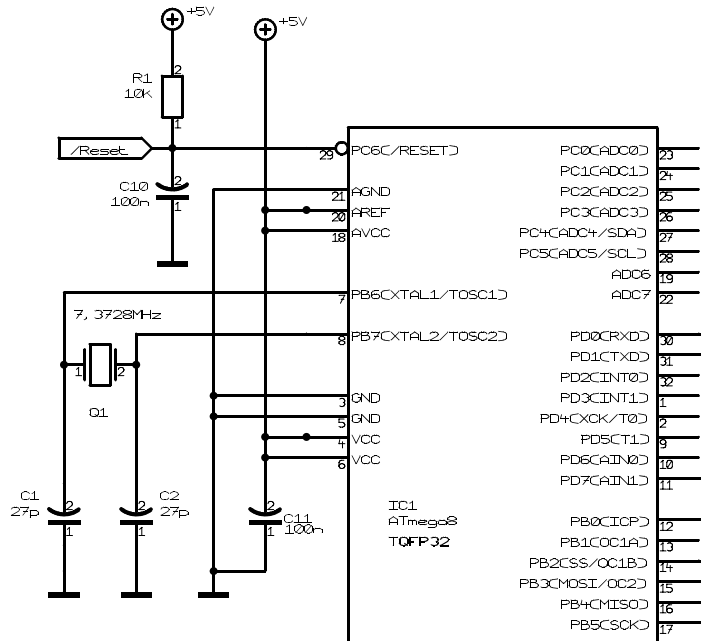 +5V
+5V
2
R1
10K
1
/Reset
29
PC6(/RESET)
PC0(ADC0)
23
PC1(ADC1)
24
C10
100n
2
1
21
AGND
PC2(ADC2)
25
20
AREF
PC3(ADC3)
26
18
AVCC
PC4(ADC4/SDA)
27
PC5(ADC5/SCL)
28
ADC6
19
7
PB6(XTAL1/TOSC1)
ADC7
22
7,3728MHz
8
PB7(XTAL2/TOSC2)
PD0(RXD)
30
PD1(TXD)
31
1
2
Q1
PD2(INT0)
32
3
GND
PD3(INT1)
1
5
GND
PD4(XCK/T0)
2
4
VCC
PD5(T1)
9
6
VCC
PD6(AIN0)
10
PD7(AIN1)
11
C1
27p
2
1
C2
27p
2
1
C11
100n
2
1
IC1
ATmega8
TQFP32
PB0(ICP)
12
PB1(OC1A)
13
PB2(SS/OC1B)
14
PB3(MOSI/OC2)
15
PB4(MISO)
16
PB5(SCK)
17